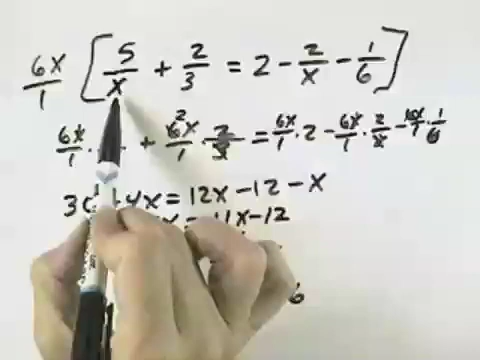 6x/1 [ 5/x + 2/3 = 2 - 2/x - 1/6 ]
6x/1 · + 6x/1 · 2/3 = 6x/1 · 2 - 6x/1 · 2/x - 6x/1 · 1/6
4x = 12x - 12 - x
11x - 12
6